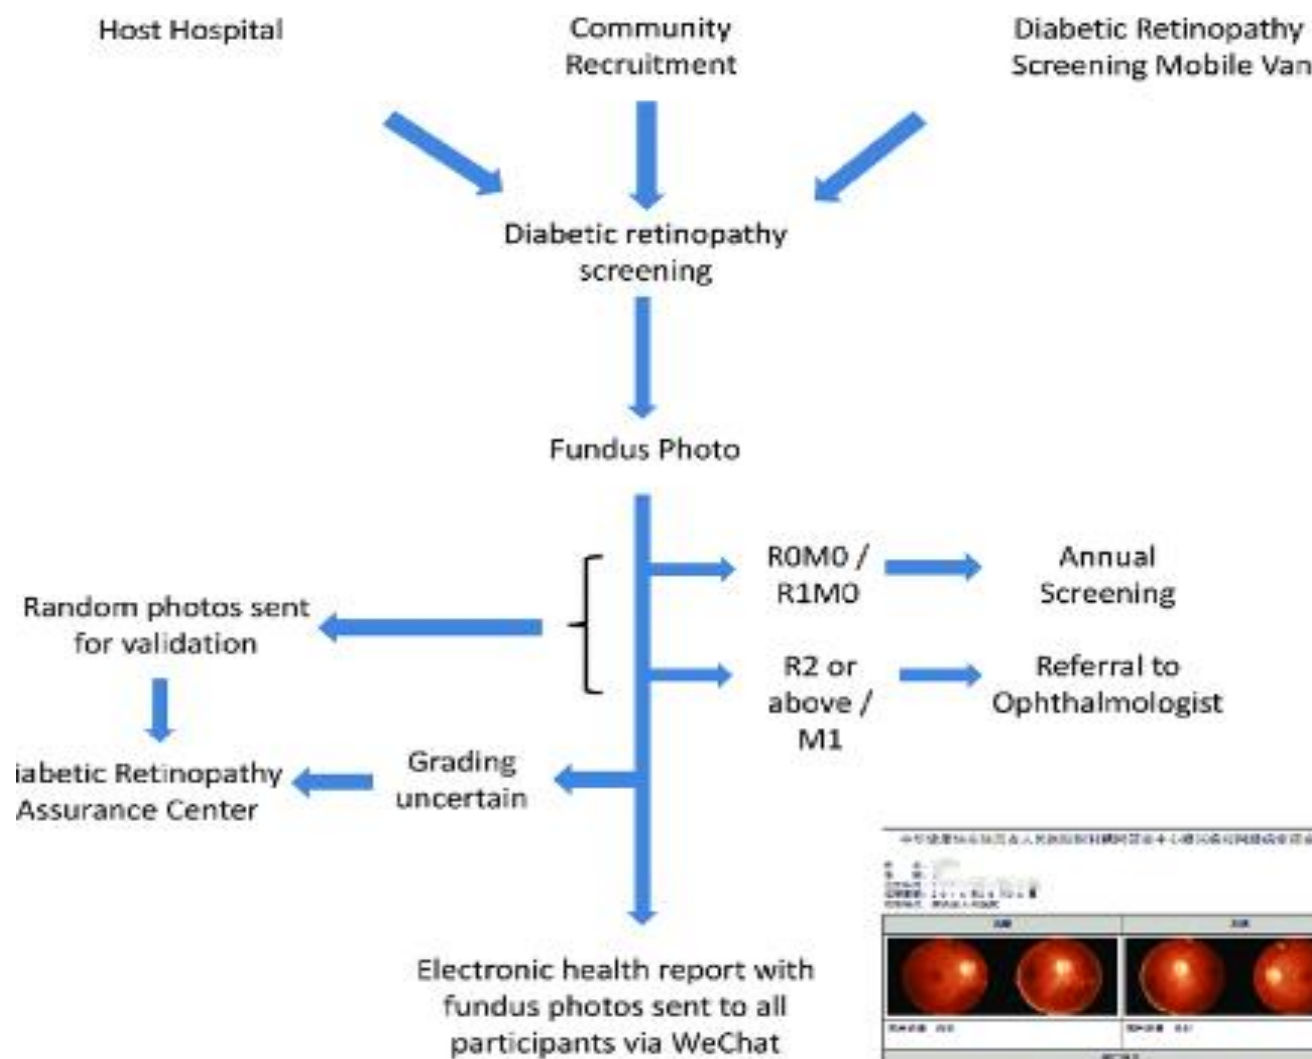 Host Hospital
Community
Recruitment
Diabetic Retinopathy
Screening Mobile Van
Diabetic retinopathy
screening
Fundus Photo
R0M0 /
R1M0
Annual
Screening
Random photos sent
for validation
R2 or
above /
M1
Referral to
Ophthalmologist
Grading
uncertain
iabetic Retinopathy
Assurance Center
Electronic health report with
fundus photos sent to all
participants via WeChat